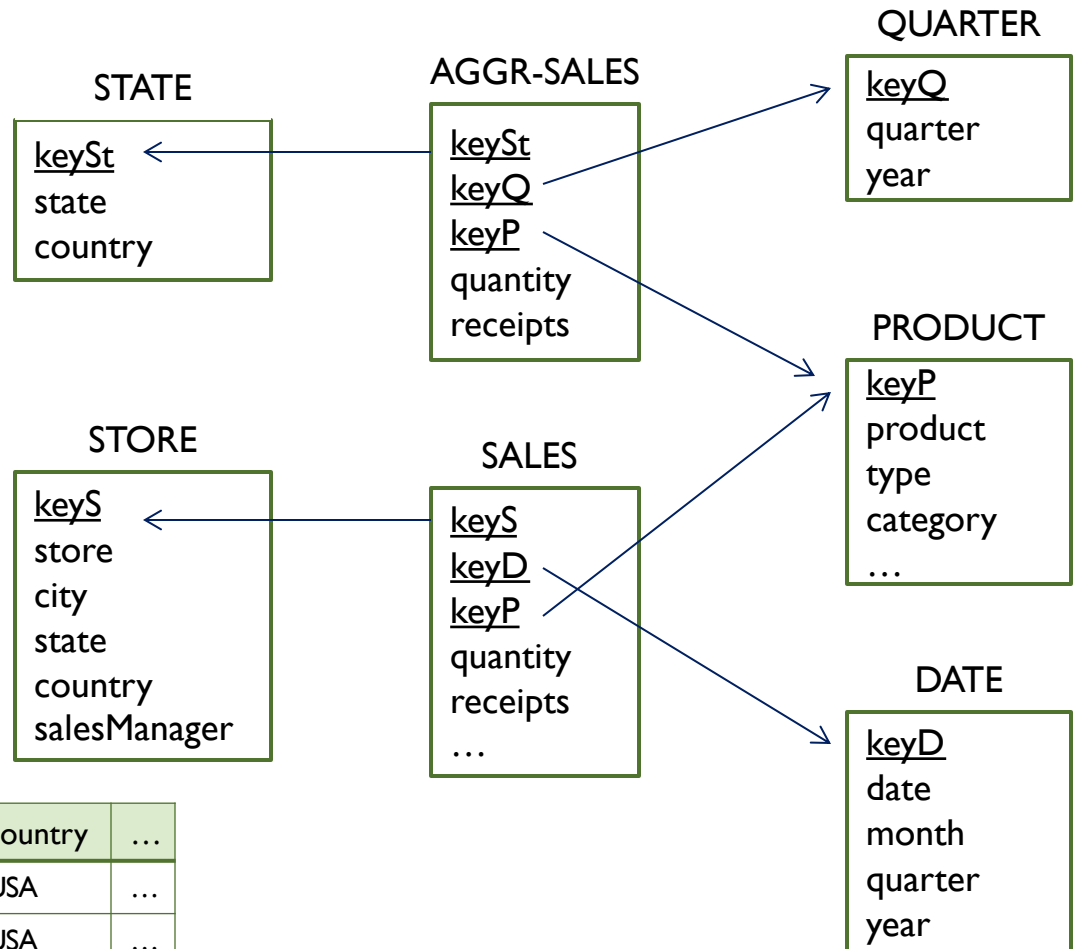 STATE
keySt
state
country
AGGR-SALES
keySt
keyQ
keyP
quantity
receipts
QUARTER
keyQ
quarter
year
PRODUCT
keyP
product
type
category
…
STORE
keyS
store
city
state
country
salesManager
SALES
keyS
keyD
keyP
quantity
receipts
…
DATE
keyD
date
month
quarter
year
ountry …
USA …